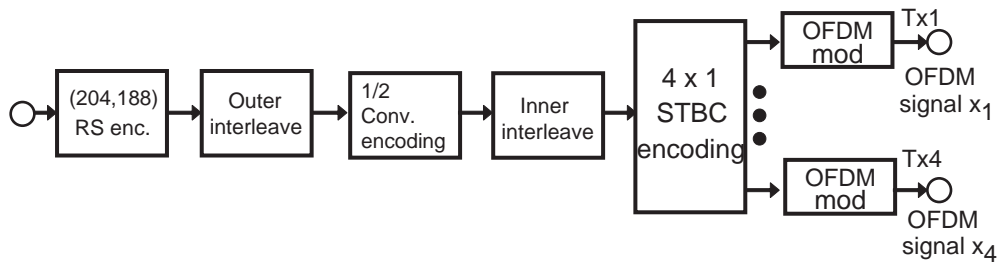 (204,188)
RS enc.
Outer
interleave
1/2
Conv.
encoding
Inner
interleave
4 x 1
STBC
encoding
OFDM
mod
Tx1
OFDM
signal x1
OFDM
mod
Tx4
OFDM
signal x4